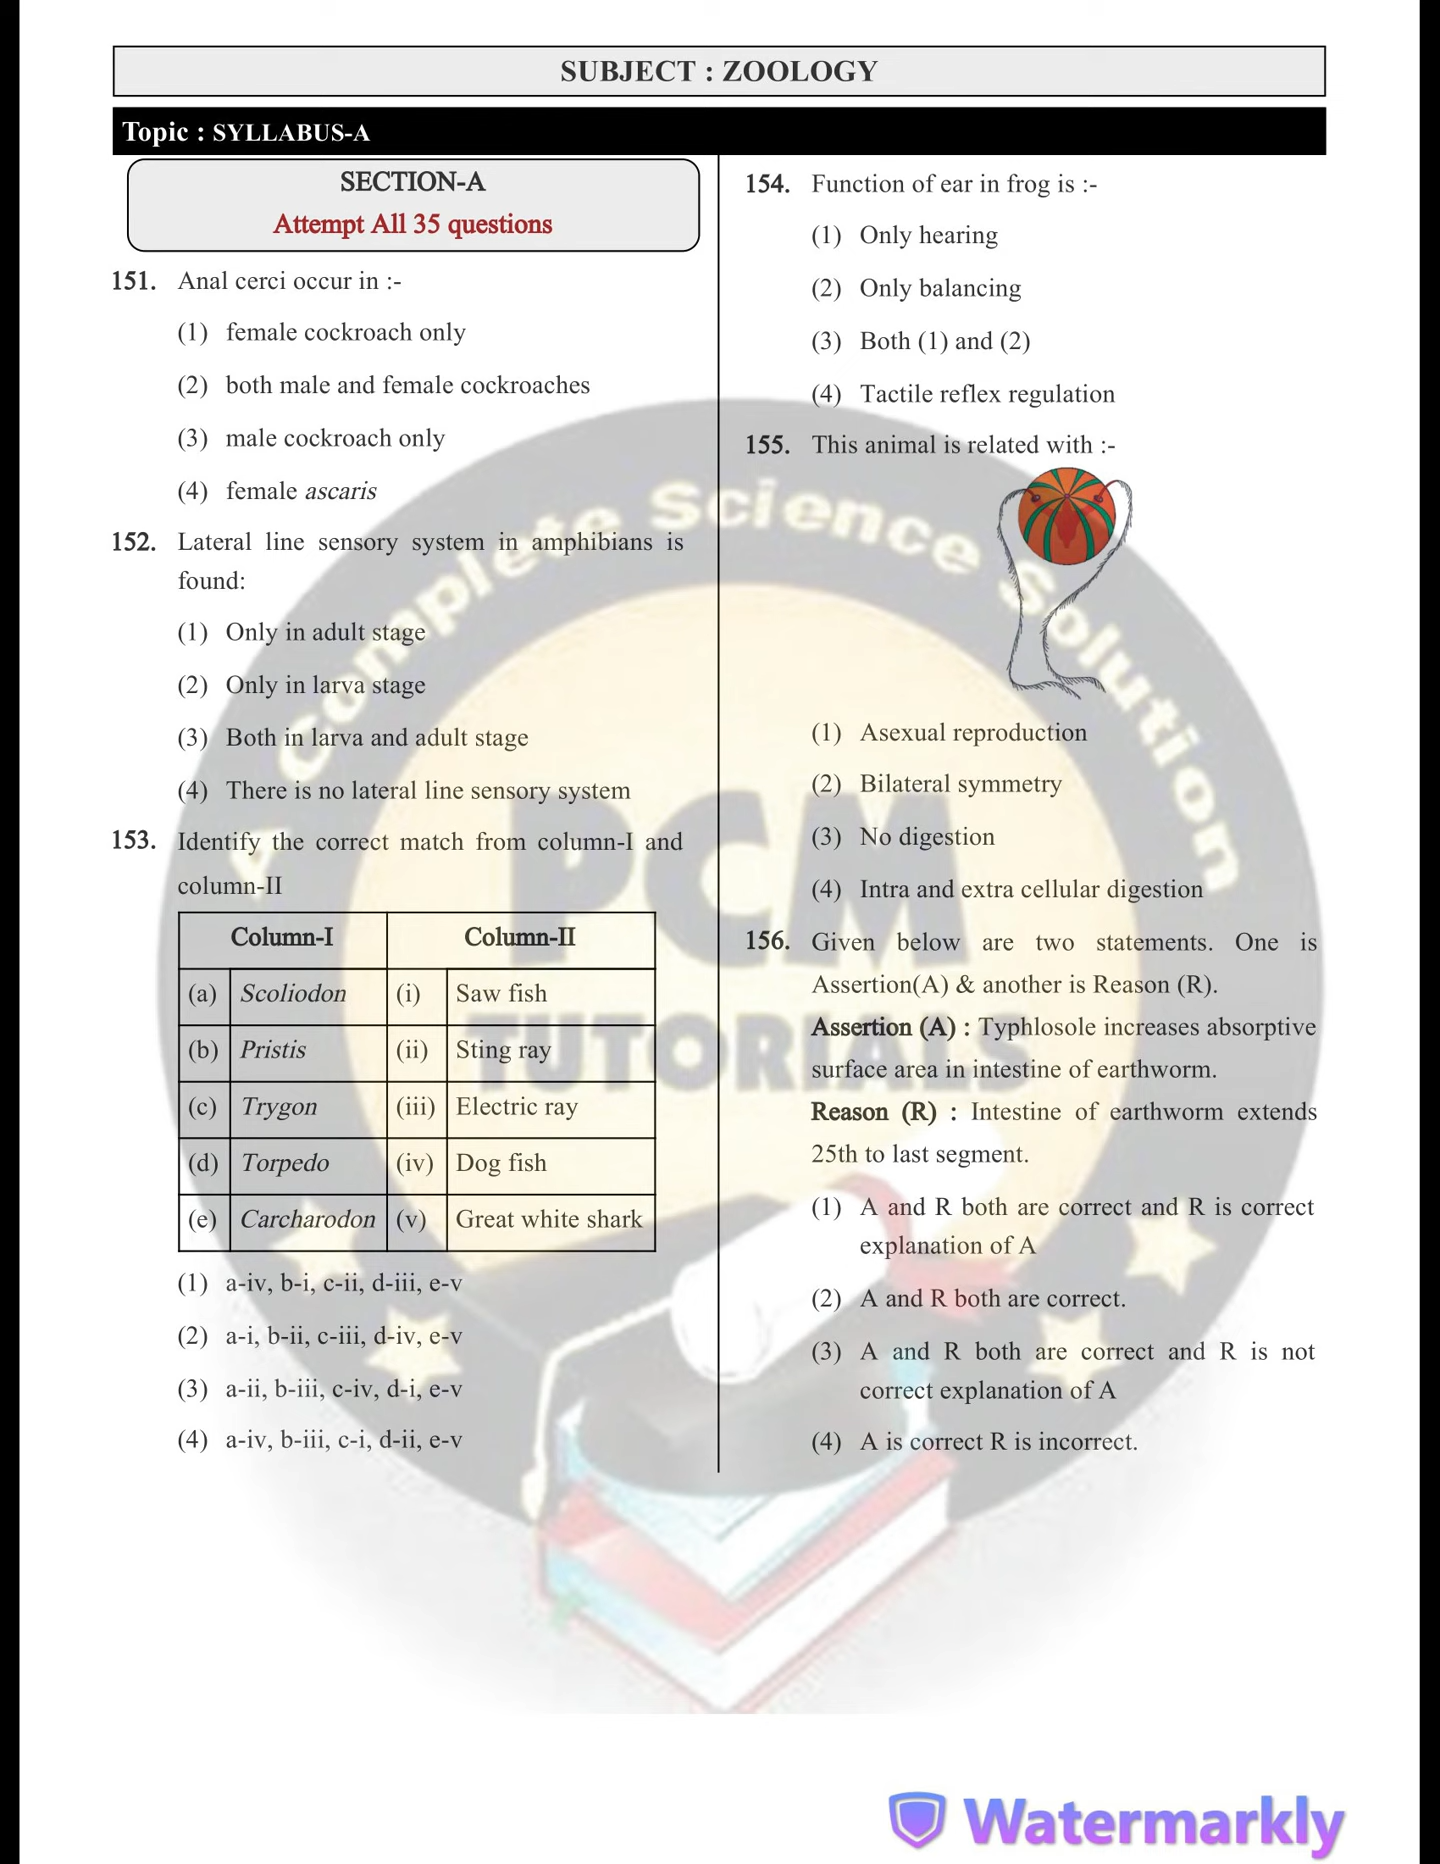 SUBJECT : ZOOLOGY
Topic : SYLLABUS-A
SECTION-A
Attempt All 35 questions
151. Anal cerci occur in :-
(1) female cockroach only
(2) both male and female cockroaches
(3) male cockroach only
(4) female ascaris
152. Lateral line sensory system in amphibians is
found:
(1) Only in adult stage
(2) Only in larva stage
(3) Both in larva and adult stage
(4) There is no lateral line sensory system
153. Identify the correct match from column-I and
column-II
Column-I Column-II
(a) Scoliodon (i) Saw fish
(b) Pristis (ii) Sting ray
(c) Trygon (iii) Electric ray
(d) Torpedo (iv) Dog fish
(e) Carcharodon (v) Great white shark
(1) a-iv, b-i, c-ii, d-iii, e-v
(2) a-i, b-ii, c-iii, d-iv, e-v
(3) a-ii, b-iii, c-iv, d-i, e-v
(4) a-iv, b-iii, c-i, d-ii, e-v
154. Function of ear in frog is :-
(1) Only hearing
(2) Only balancing
(3) Both (1) and (2)
(4) Tactile reflex regulation
155. This animal is related with :-
(1) Asexual reproduction
(2) Bilateral symmetry
(3) No digestion
(4) Intra and extra cellular digestion
156. Given below are two statements. One is
Assertion(A) & another is Reason (R).
Assertion (A) : Typhlosole increases absorptive
surface area in intestine of earthworm.
Reason (R) : Intestine of earthworm extends
25th to last segment.
(1) A and R both are correct and R is correct
explanation of A
(2) A and R both are correct.
(3) A and R both are correct and R is not
correct explanation of A
(4) A is correct R is incorrect.
A Complete Science Solution
PCM
TUTORIALS
Watermarkly